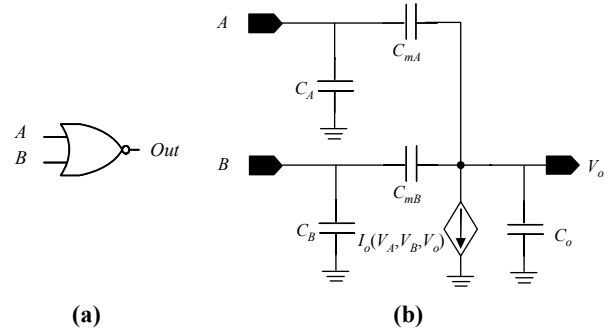 A
C_mA
C_A
A
B
Out
B
C_mB
V_o
C_B
I_o(V_A,V_B,V_o)
C_o
(a)
(b)